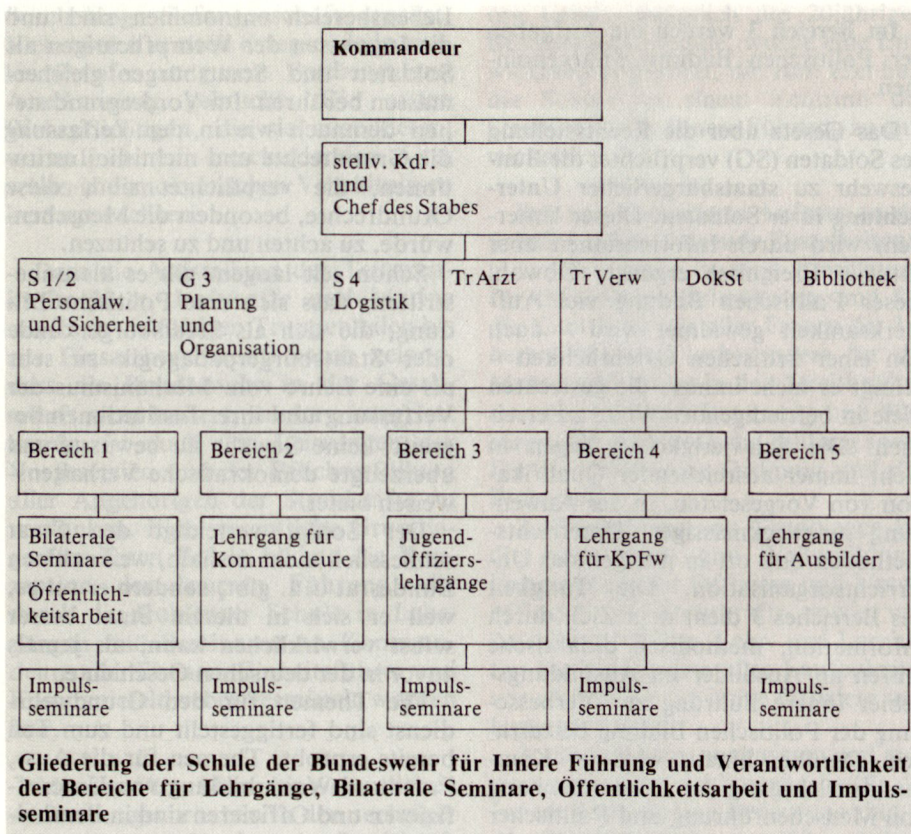 Kommandeur
stellv. Kdr.
und
Chef des Stabes
S 1/2
Personalw
und Sicherheit
G 3
Planung
und
Organisation
S 4
Logistik
Tr Arzt
Tr Verw
DokSt
Bibliothek
Bereich 1
Bereich 2
Bereich 3
Bereich 4
Bereich 5
Bilaterale
Seminare
Öffentlich-
keitsarbeit
Lehrgang für
Kommandeure
Jugend-
offiziers-
lehrgänge
Lehrgang
für KpFw
Lehrgang
für Ausbilder
Impuls-
seminare
Impuls-
seminare
Impuls-
seminare
Impuls-
seminare
Impuls-
seminare
Gliederung der Schule der Bundeswehr für Innere Führung und Verantwortlichkeit
der Bereiche für Lehrgänge, Bilaterale Seminare, Öffentlichkeitsarbeit und Impuls-
seminare